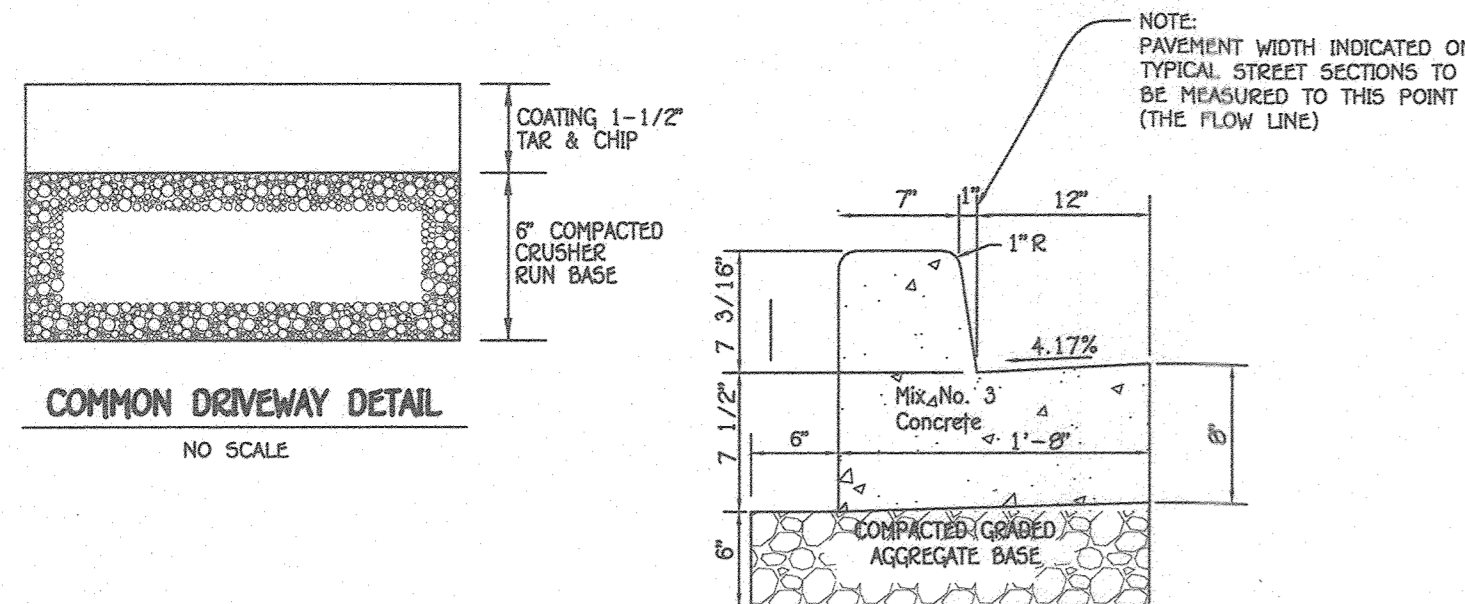 COATING 1-1/2"
TAR & CHIP
6" COMPACTED
CRUSHER
RUN BASE
COMMON DRIVEWAY DETAIL
NO SCALE
NOTE:
PAVEMENT WIDTH INDICATED ON
TYPICAL STREET SECTIONS TO
BE MEASURED TO THIS POINT
(THE FLOW LINE)
7"
1"
12"
1"R
7 3/16"
4.17%
Mix No. 3
Concrete
7 1/2"
6"
1'-8"
8"
COMPACTED GRADED
AGGREGATE BASE
6"